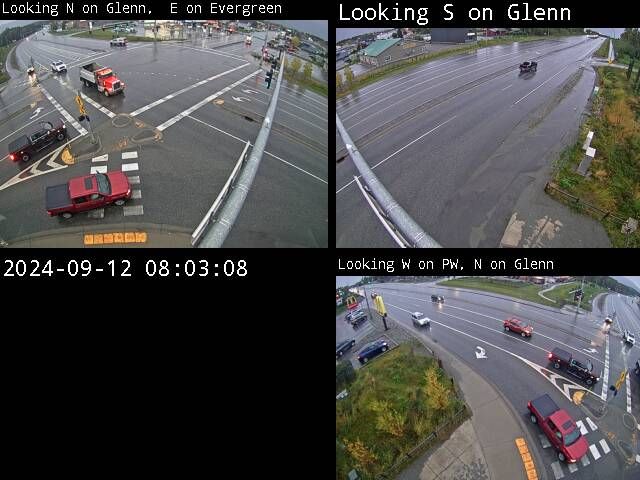 Looking N on Glenn,  E on Evergreen
Looking S on Glenn
2024-09-12 08:03:08
Looking W on PW, N on Glenn